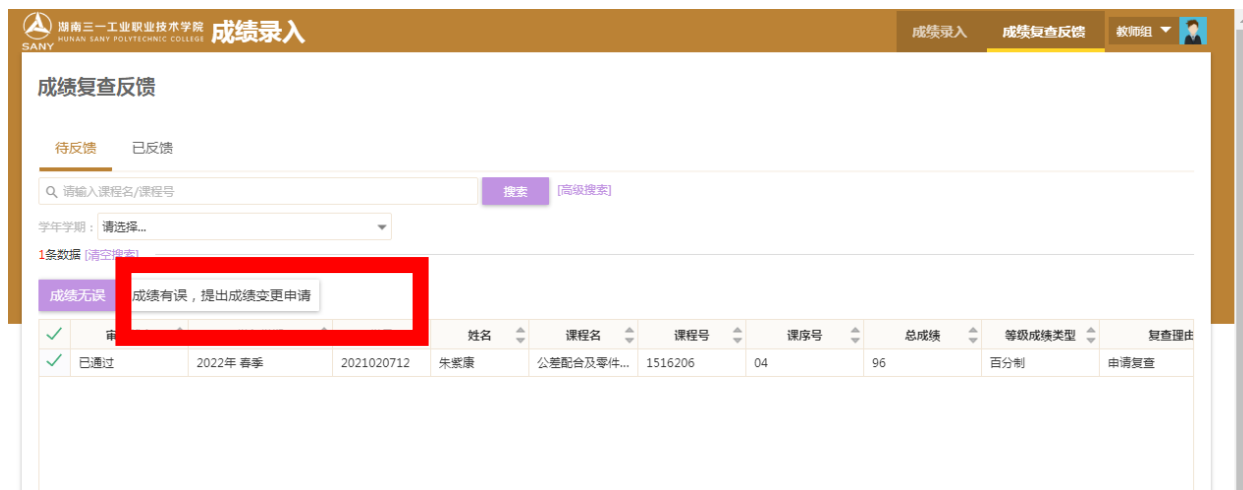 湖南三一工业职业技术学院 成绩录入 成绩录入 成绩复查反馈 教师组
SANY HUNAN SANY POLYTECHNIC COLLEGE
成绩复查反馈
待反馈 已反馈
请输入课程名/课程号 搜索 [高级搜索]
学年学期： 请选择...
1条数据 [清空搜索]
成绩无误 成绩有误，提出成绩变更申请
审 姓名 课程名 课程号 课序号 总成绩 等级成绩类型 复查理由
已通过 2022年 春季 2021020712 朱紫康 公差配合及零件... 1516206 04 96 百分制 申请复查